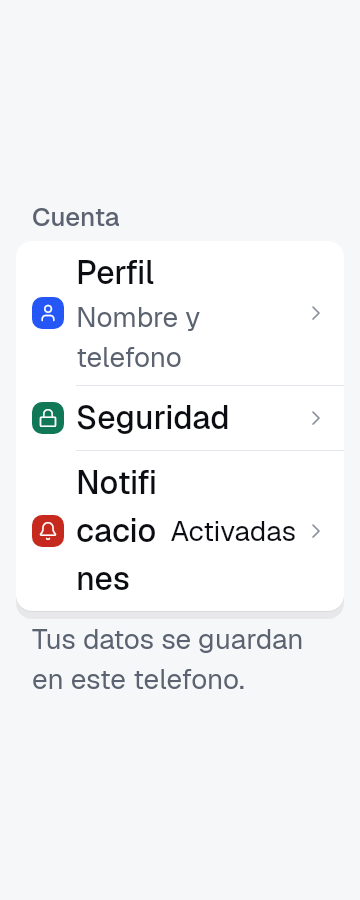 Cuenta
Perfil
Nombre y
telefono
Seguridad
Notifi
cacio
nes
Activadas
Tus datos se guardan
en este telefono.